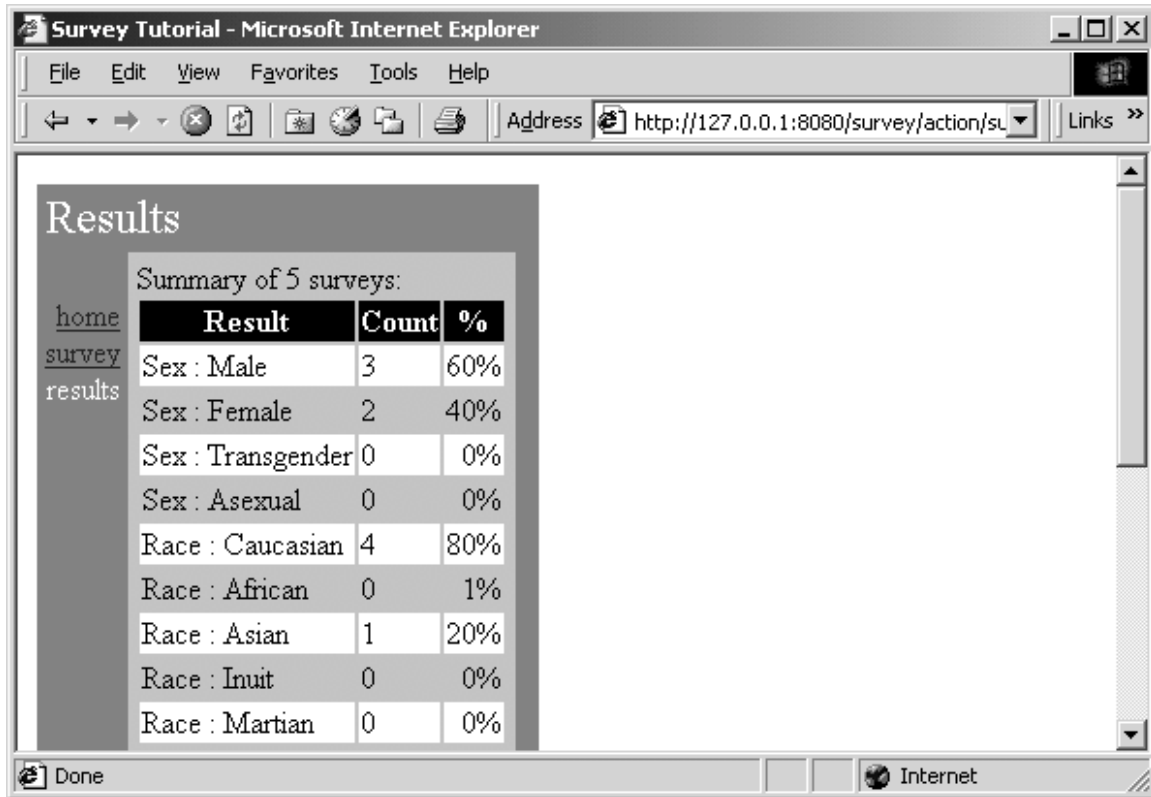 Survey Tutorial - Microsoft Internet Explorer
File Edit View Favorites Tools Help
Address http://127.0.0.1:8080/survey/action/su Links »
Results
Summary of 5 surveys:
home
survey
results
Result Count %
Sex : Male 3 60%
Sex : Female 2 40%
Sex : Transgender 0 0%
Sex : Asexual 0 0%
Race : Caucasian 4 80%
Race : African 0 1%
Race : Asian 1 20%
Race : Inuit 0 0%
Race : Martian 0 0%
Done Internet